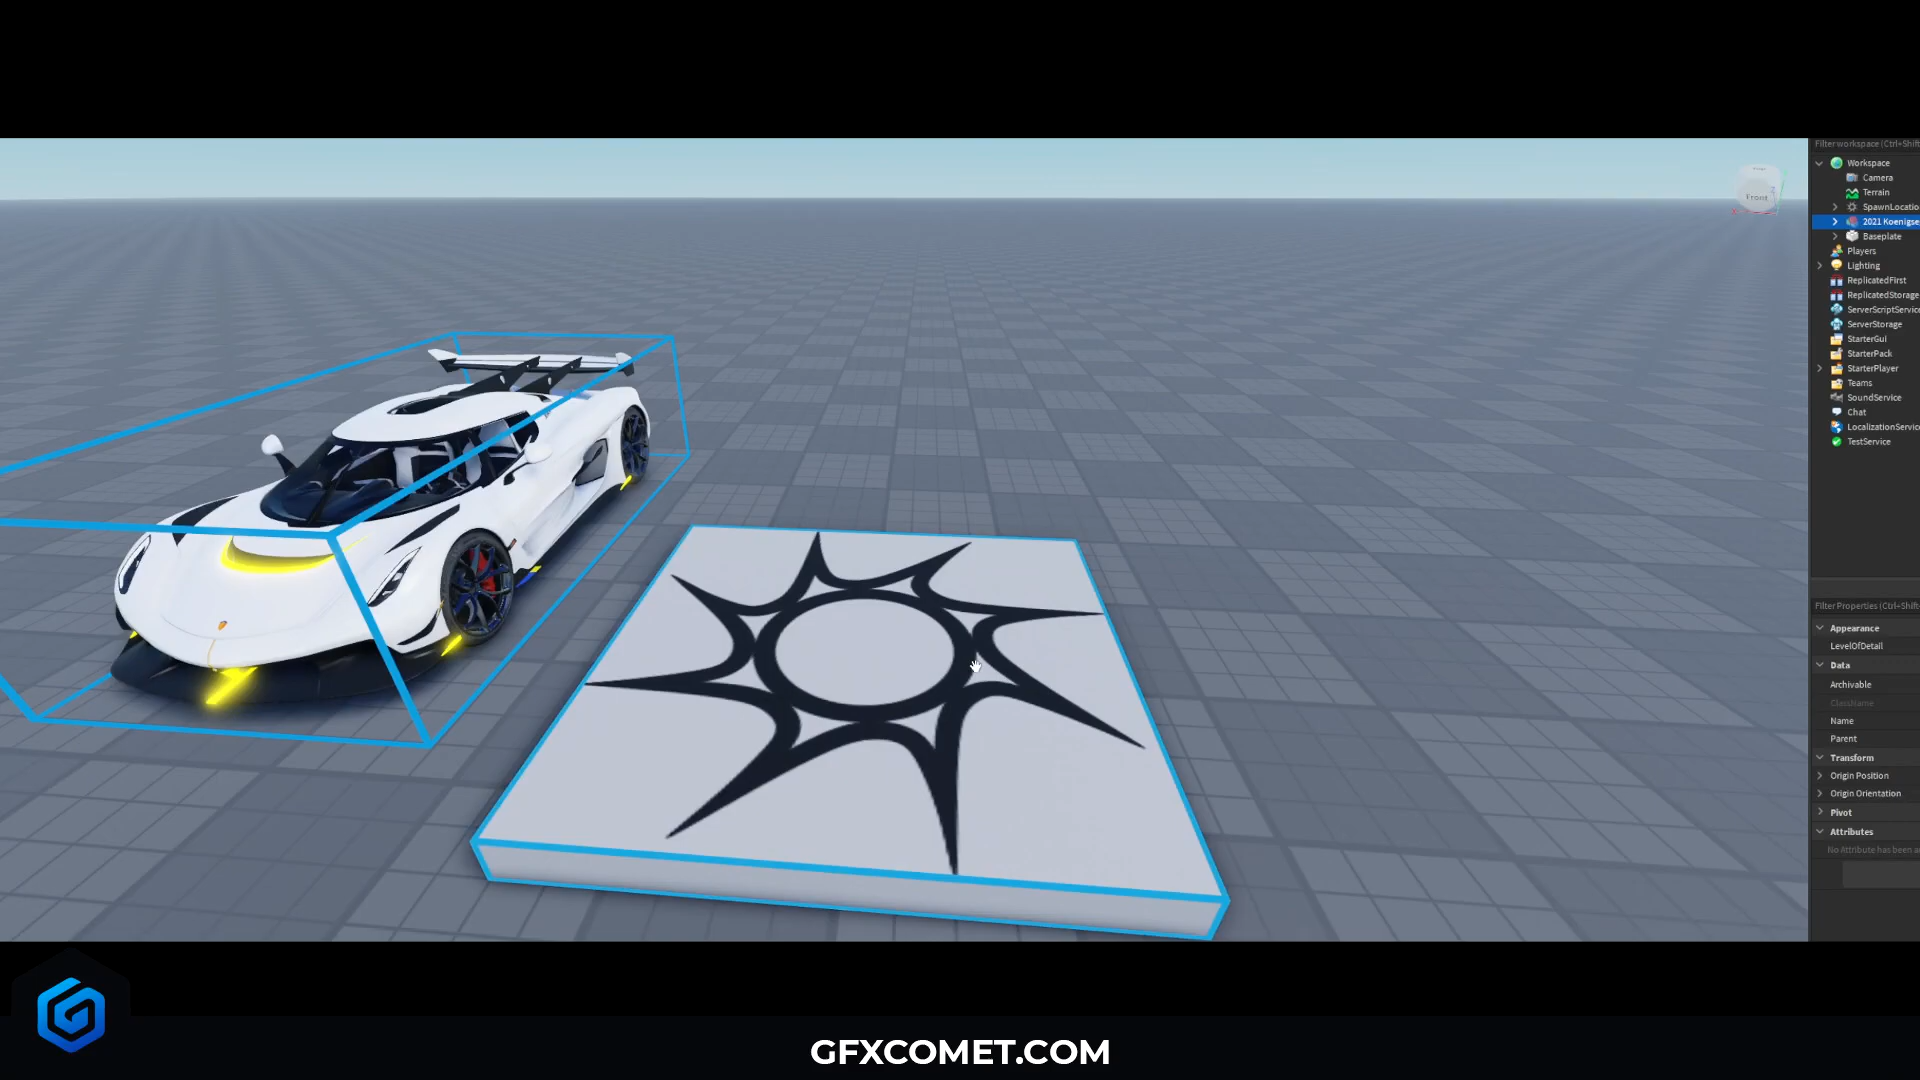 Filter workspace (Ctrl+Shift
Workspace
Camera
Terrain
SpawnLocatio
2021 Koenigse
Baseplate
Players
Lighting
ReplicatedFirst
ReplicatedStorage
ServerScriptService
ServerStorage
StarterGui
StarterPack
StarterPlayer
Teams
SoundService
Chat
LocalizationService
TestService
Front
Filter Properties (Ctrl+Shift
Appearance
LevelOfDetail
Data
Archivable
ClassName
Name
Parent
Transform
Origin Position
Origin Orientation
Pivot
Attributes
No Attribute has been a
GFXCOMET.COM